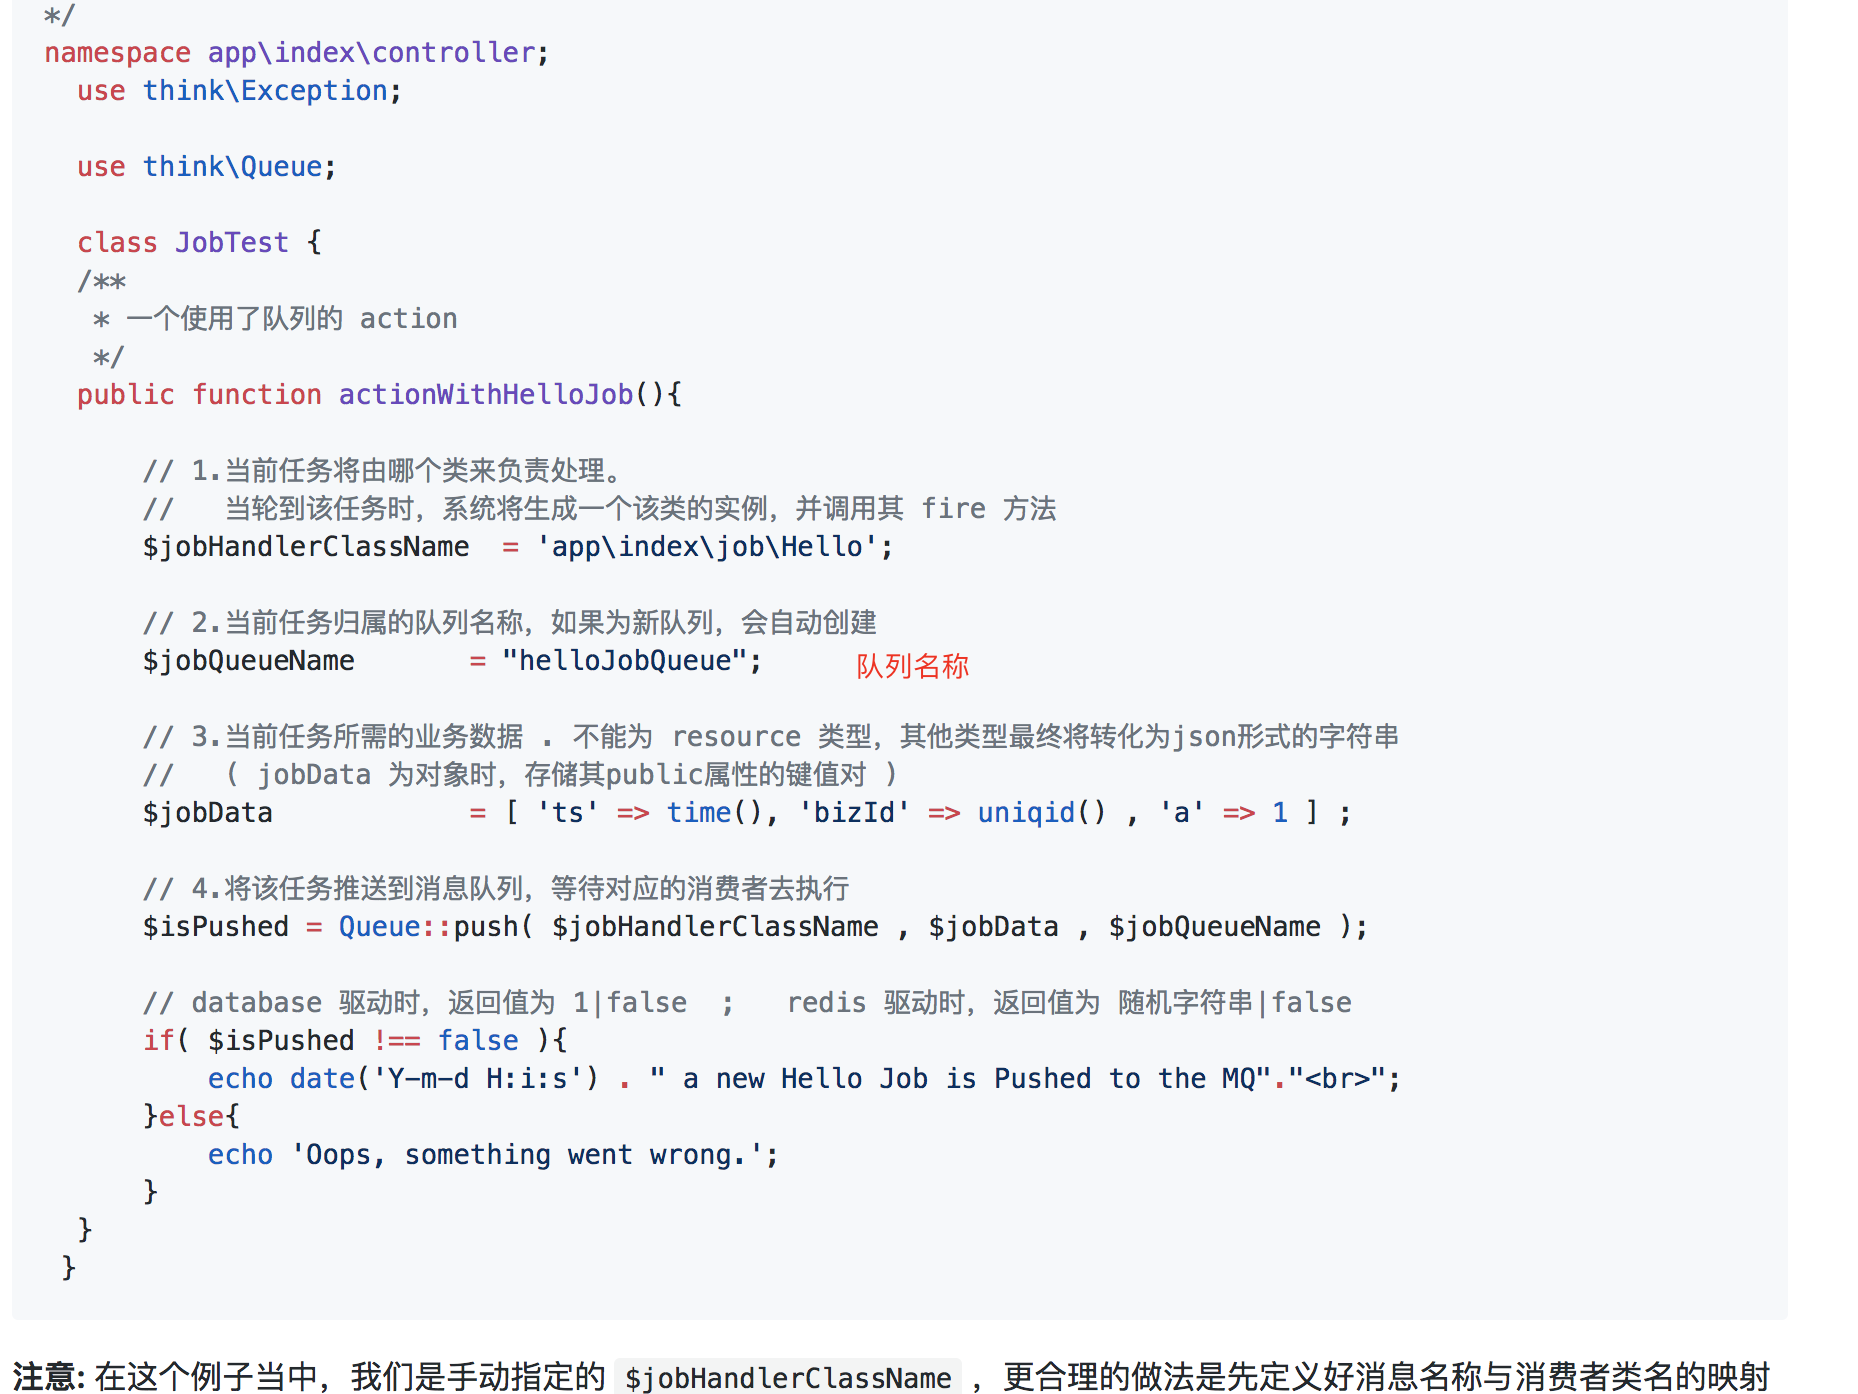 */
namespace app\index\controller;
use think\Exception;
use think\Queue;
class JobTest {
/**
* 一个使用了队列的 action
*/
public function actionWithHelloJob(){
// 1.当前任务将由哪个类来负责处理。
// 当轮到该任务时，系统将生成一个该类的实例，并调用其 fire 方法
$jobHandlerClassName = 'app\index\job\Hello';
// 2.当前任务归属的队列名称，如果为新队列，会自动创建
$jobQueueName = "helloJobQueue"; 队列名称
// 3.当前任务所需的业务数据 . 不能为 resource 类型，其他类型最终将转化为json形式的字符串
// ( jobData 为对象时，存储其public属性的键值对 )
$jobData = [ 'ts' => time(), 'bizId' => uniqid() , 'a' => 1 ] ;
// 4.将该任务推送到消息队列，等待对应的消费者去执行
$isPushed = Queue::push( $jobHandlerClassName , $jobData , $jobQueueName );
// database 驱动时，返回值为 1|false ; redis 驱动时，返回值为 随机字符串|false
if( $isPushed !== false ){
echo date('Y-m-d H:i:s') . " a new Hello Job is Pushed to the MQ"."<br>";
}else{
echo 'Oops, something went wrong.';
}
}
}
注意: 在这个例子当中，我们是手动指定的 $jobHandlerClassName ，更合理的做法是先定义好消息名称与消费者类名的映射